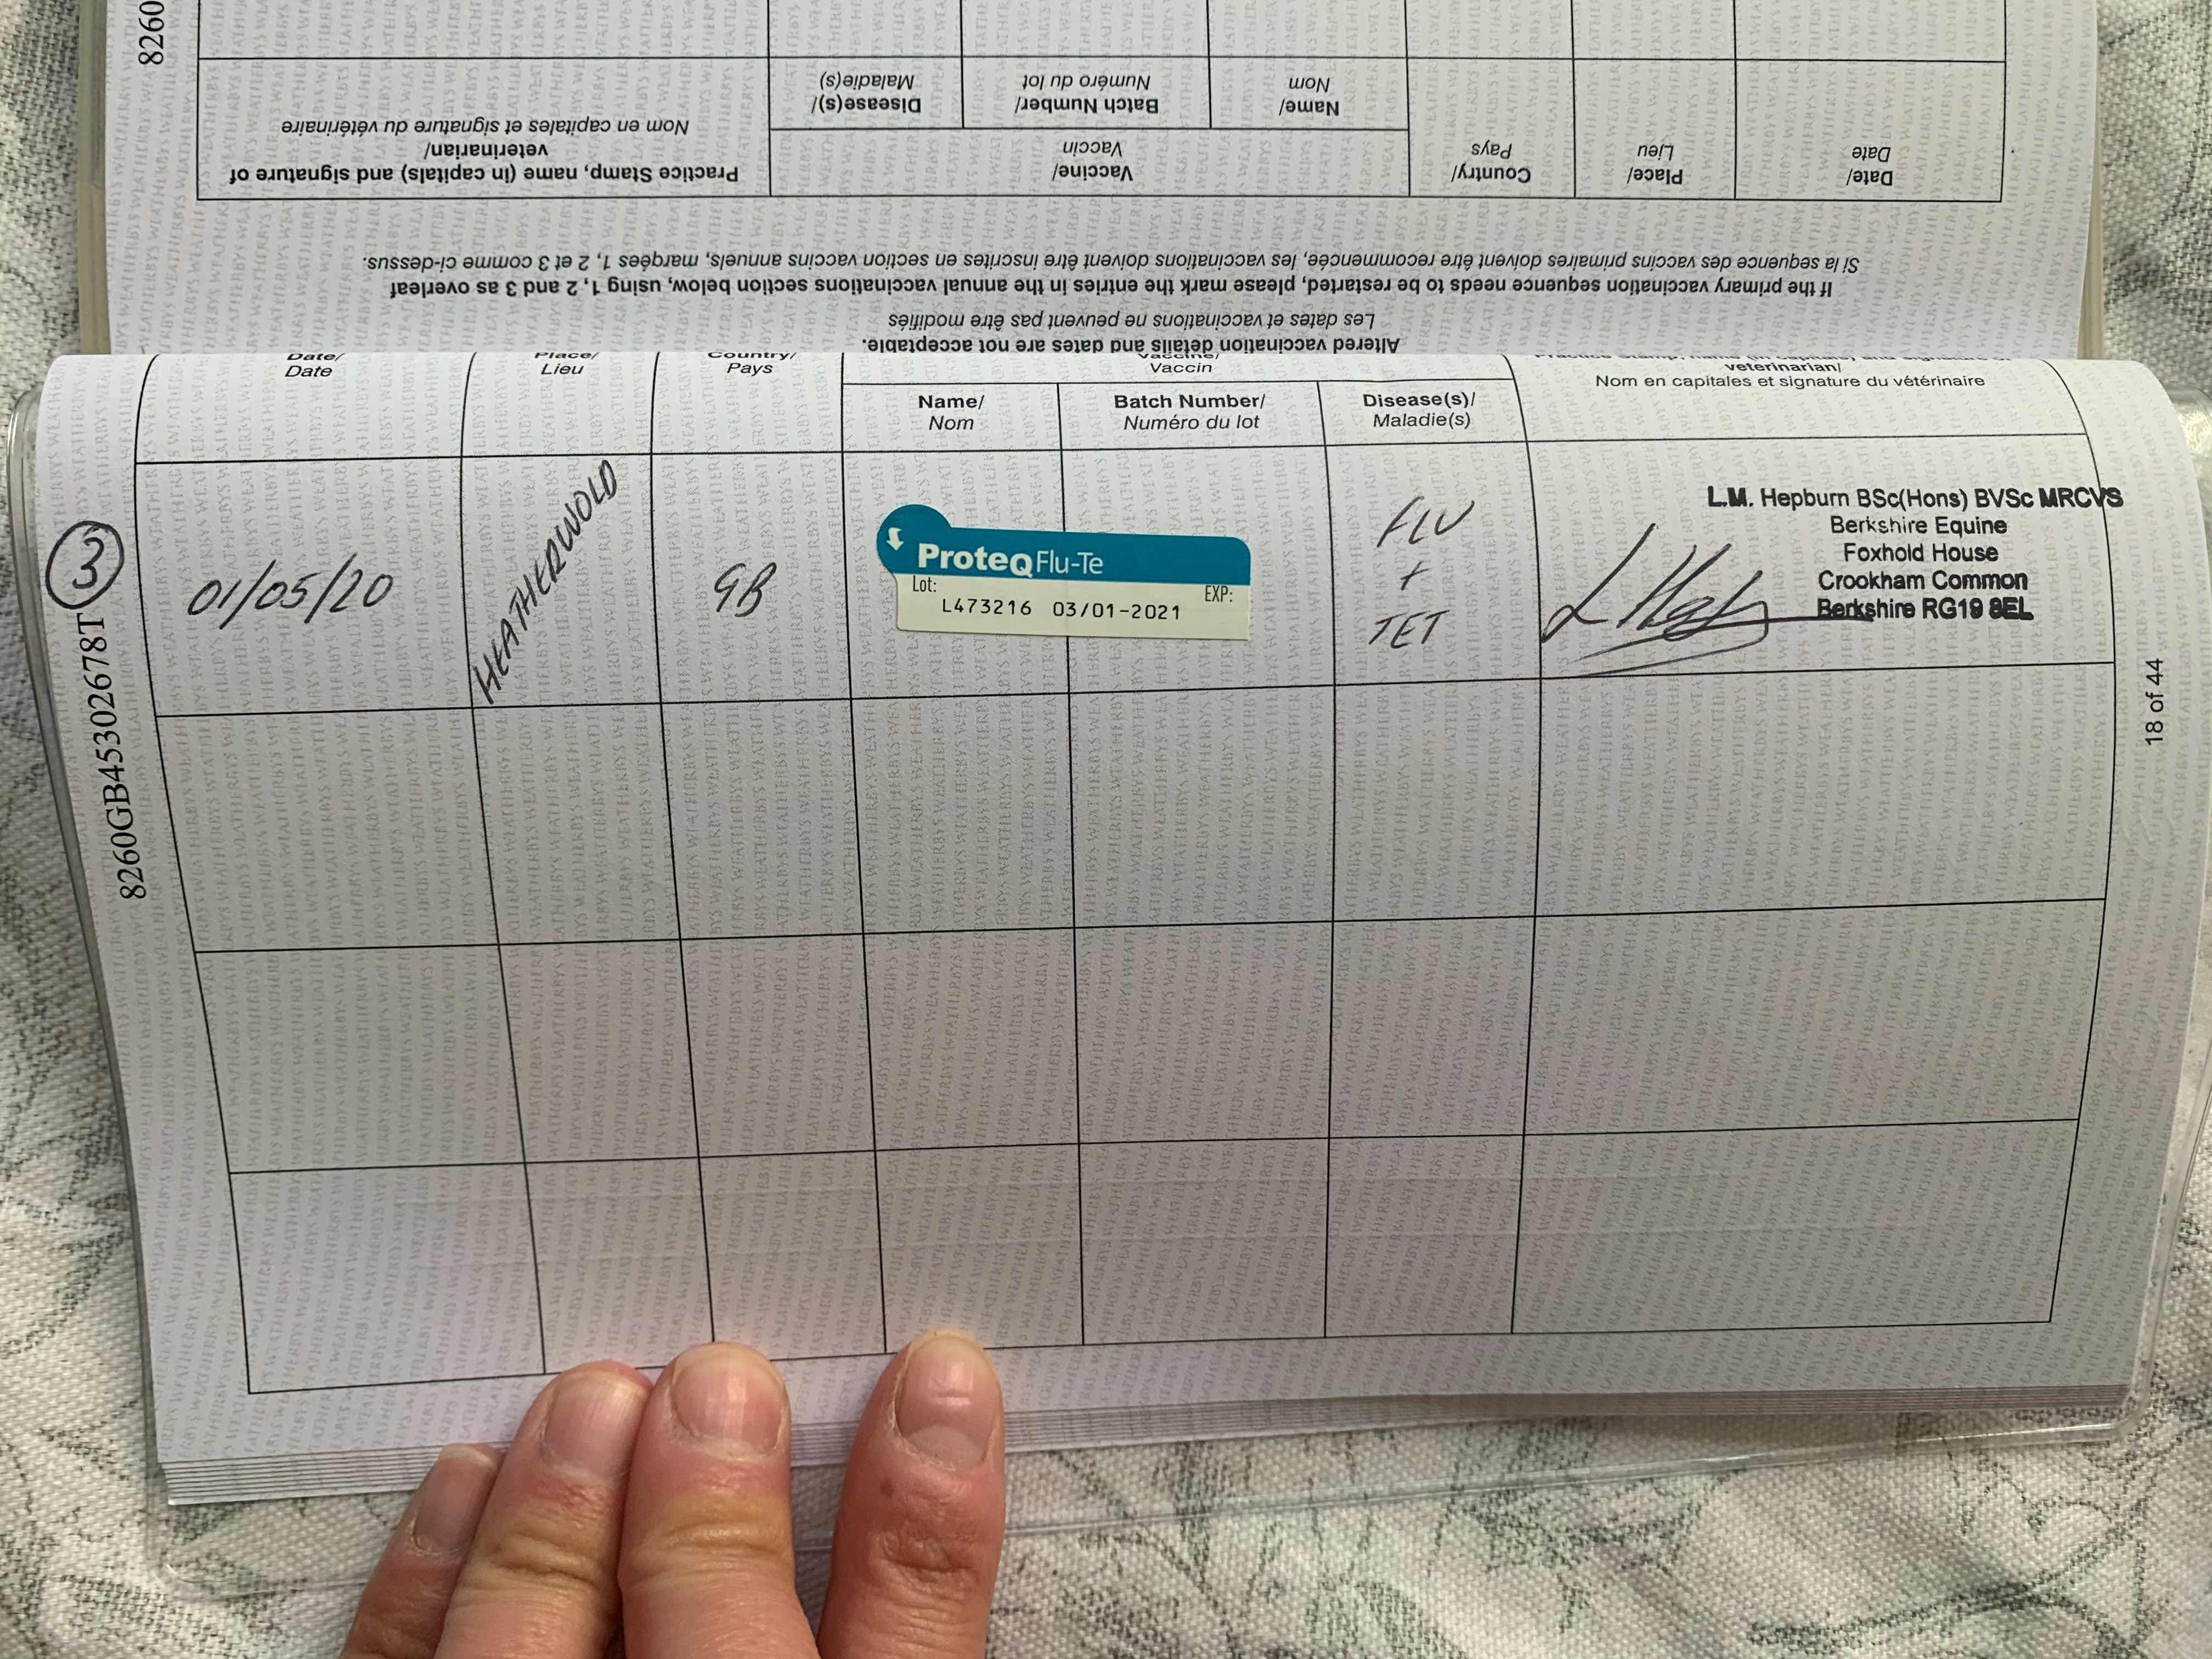 8260
Practice Stamp, name (in capitals) and signature of
veterinarian/
Nom en capitales et signature du vétérinaire
Disease(s)/
Maladie(s)
Batch Number/
Numéro du lot
Name/
Nom
Vaccine/
Vaccin
Country/
Pays
Place/
Lieu
Date/
Date
Si la sequence des vaccins primaires doivent être recommencée, les vaccinations doivent être inscrites en section vaccins annuels, marqées 1, 2 et 3 comme ci-dessus.
If the primary vaccination sequence needs to be restarted, please mark the entries in the annual vaccinations section below, using 1, 2 and 3 as overleaf
Les dates et vaccinations ne peuvent pas être modifiés
Altered vaccination details and dates are not acceptable.
Date/
Date
Place/
Lieu
Country/
Pays
Vaccine/
Vaccin
Name/
Nom
Batch Number/
Numéro du lot
Disease(s)/
Maladie(s)
veterinarian/
Nom en capitales et signature du vétérinaire
3
01/05/20
HEATHERWOLD
GB
ProteqFlu-Te
Lot: EXP:
L473216 03/01-2021
FLU
+
TET
L.M. Hepburn BSc(Hons) BVSc MRCVS
Berkshire Equine
Foxhold House
Crookham Common
Berkshire RG19 8EL
8260GB45302678T
18 of 44